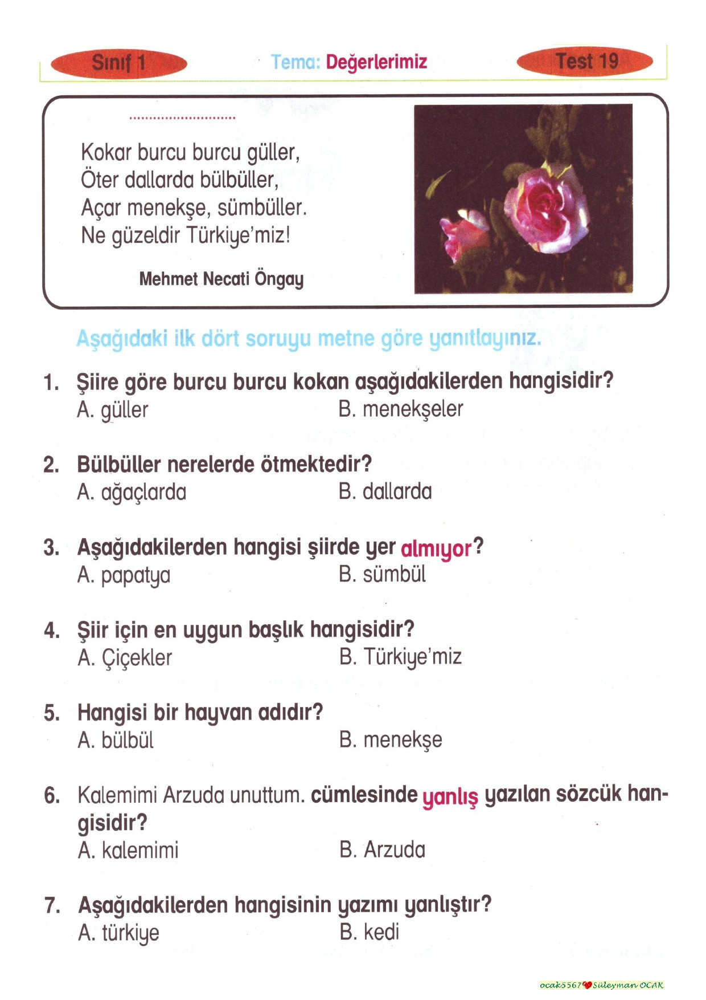 Sınıf 1
Tema: Değerlerimiz
Test 19
..........................
Kokar burcu burcu güller,
Öter dallarda bülbüller,
Açar menekşe, sümbüller.
Ne güzeldir Türkiye'miz!
Mehmet Necati Öngay
Aşağıdaki ilk dört soruyu metne göre yanıtlayınız.
1. Şiire göre burcu burcu kokan aşağıdakilerden hangisidir?
A. güller B. menekşeler
2. Bülbüller nerelerde ötmektedir?
A. ağaçlarda B. dallarda
3. Aşağıdakilerden hangisi şiirde yer almıyor?
A. papatya B. sümbül
4. Şiir için en uygun başlık hangisidir?
A. Çiçekler B. Türkiye'miz
5. Hangisi bir hayvan adıdır?
A. bülbül B. menekşe
6. Kalemimi Arzuda unuttum. cümlesinde yanlış yazılan sözcük han-
gisidir?
A. kalemimi B. Arzuda
7. Aşağıdakilerden hangisinin yazımı yanlıştır?
A. türkiye B. kedi
ocak5567 Süleyman OCAK